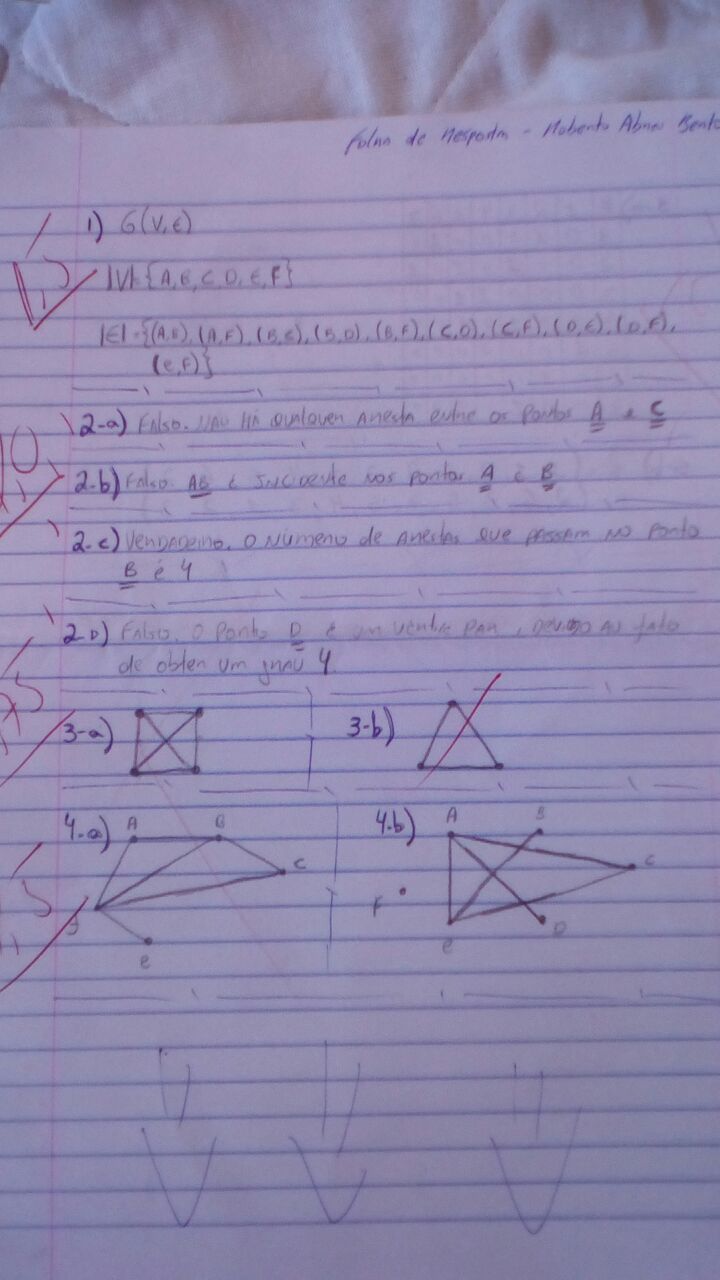 Folha de Resposta - Roberto Abreu Bento
1) G(V,E)
|V|={A,B,C,D,E,F}
|E|={(A,B),(A,F),(B,C),(B,D),(B,F),(C,D),(C,F),(D,E),(D,F),
(E,F)}
2-a) Falso. Não há qualquer aresta entre os pontos A e C
2-b) Falso. AB é incidente nos pontos A e B
2-c) Verdadeiro. O número de arestas que passam no ponto
B é 4
2-D) Falso. O ponto D é um vértice par, devido ao fato
de obter um grau 4
3-a) 3-b)
4-a) A B C e
4-b) A B C D e F